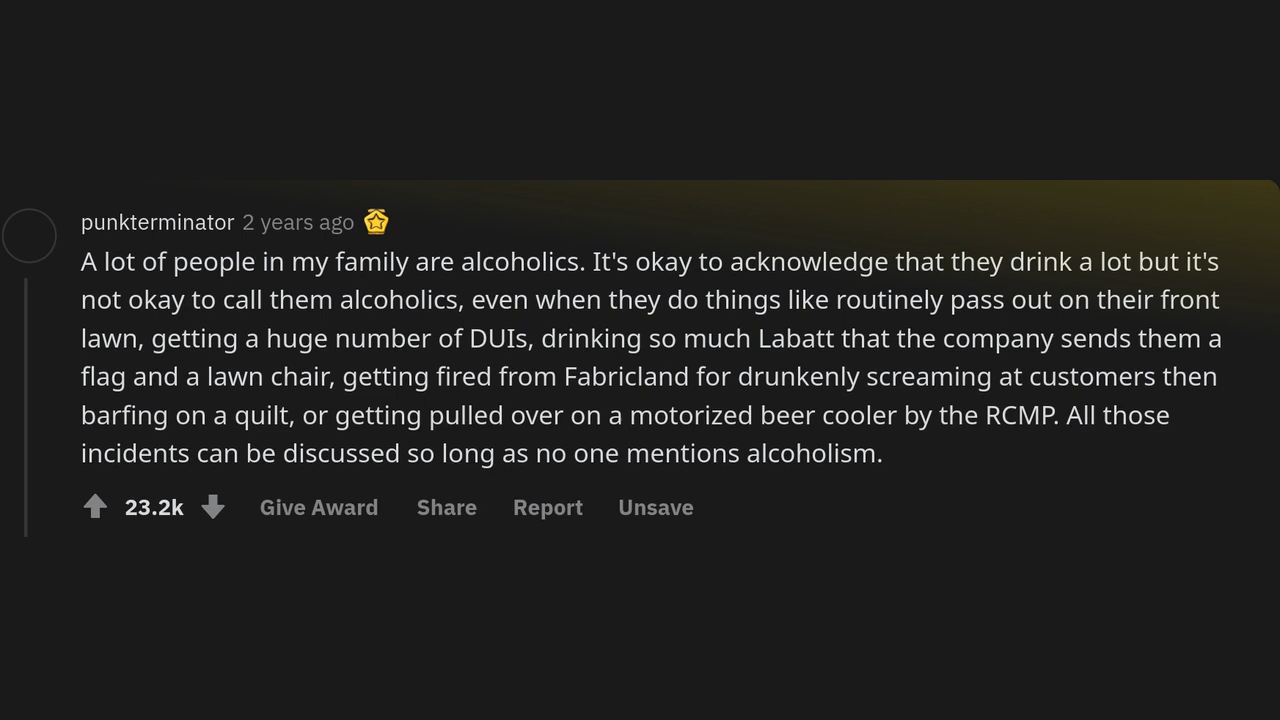 punkterminator 2 years ago
A lot of people in my family are alcoholics. It's okay to acknowledge that they drink a lot but it's
not okay to call them alcoholics, even when they do things like routinely pass out on their front
lawn, getting a huge number of DUIs, drinking so much Labatt that the company sends them a
flag and a lawn chair, getting fired from Fabricland for drunkenly screaming at customers then
barfing on a quilt, or getting pulled over on a motorized beer cooler by the RCMP. All those
incidents can be discussed so long as no one mentions alcoholism.
23.2k Give Award Share Report Unsave